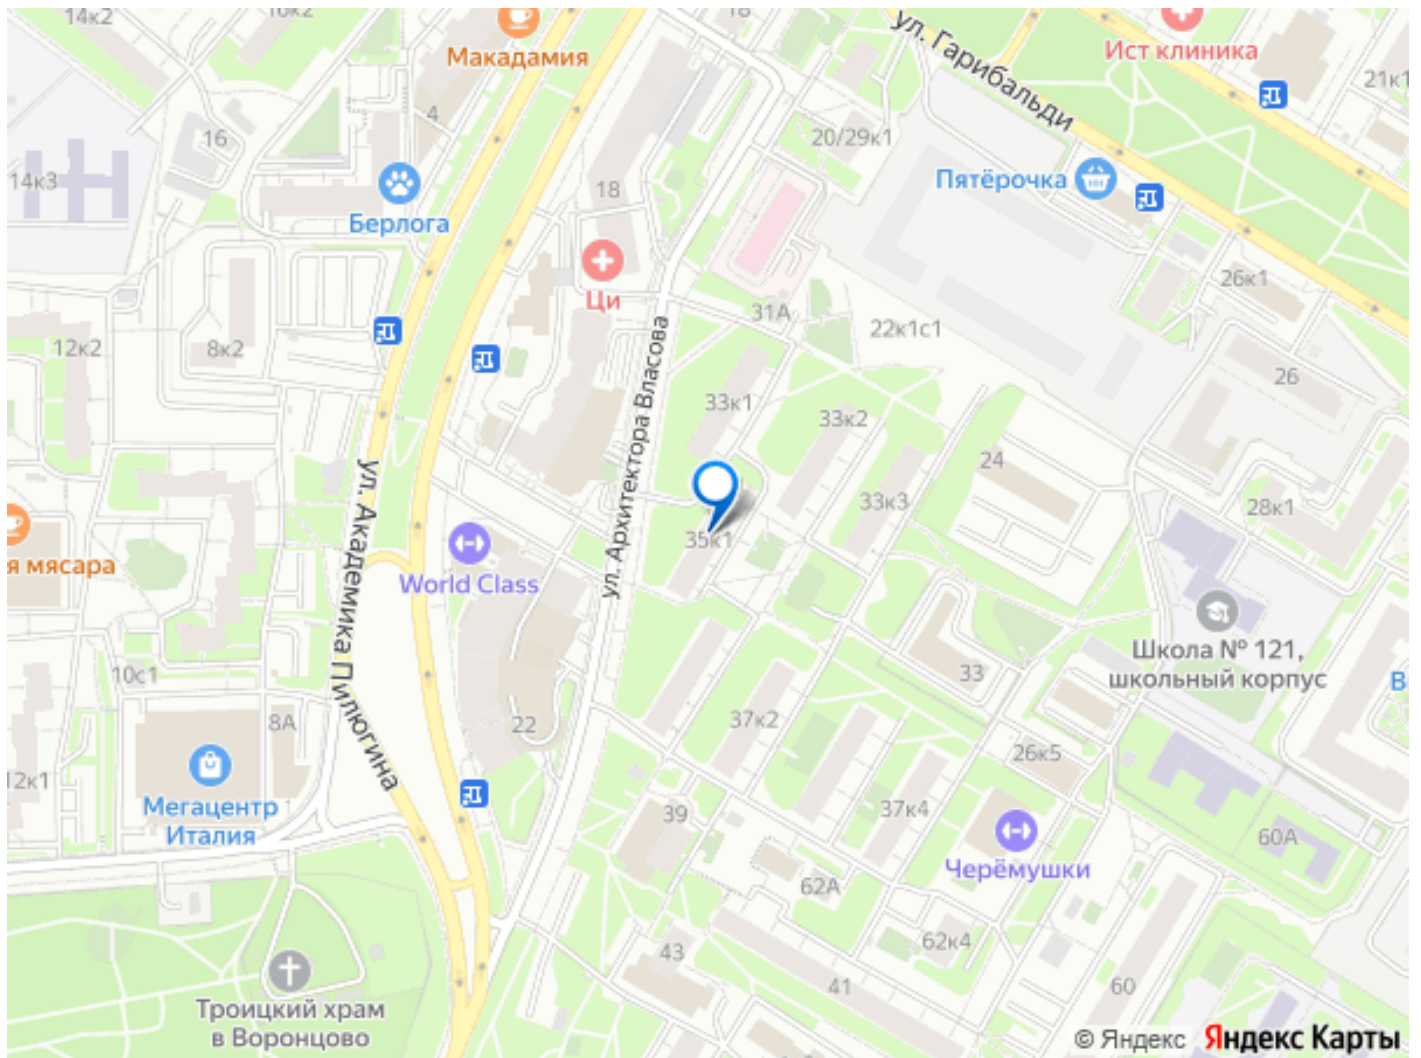 14к2
16к2
18
Макадамия
ул. Гарибальди
Ист клиника
21к1
4
16
20/29к1
14к3
Пятёрочка
18
Берлога
Ци
26к1
31А
22к1с1
12к2
8к2
26
33к1
33к2
ул. Архитектора Власова
24
33к3
28к1
ул. Академика Пилюгина
35к1
я мясара
World Class
Школа № 121,
школьный корпус
33
10с1
В
8А
22
37к2
26к5
12к1
Мегацентр
Италия
39
37к4
60А
Черёмушки
62А
62к4
43
41
60
Троицкий храм
в Воронцово
© Яндекс Яндекс Карты